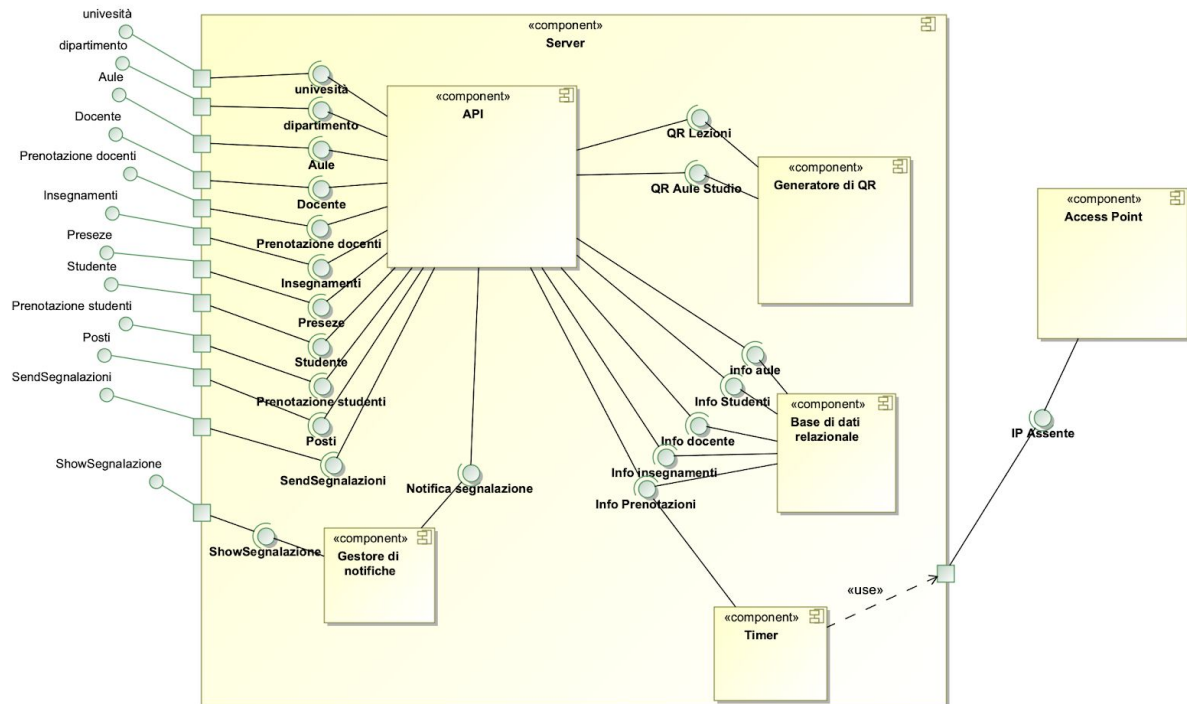 univesità
dipartimento
Aule
Docente
Prenotazione docenti
Insegnamenti
Preseze
Studente
Prenotazione studenti
Posti
SendSegnalazioni
ShowSegnalazione
«component»
Server
univesità
dipartimento
Aule
Docente
Prenotazione docenti
Insegnamenti
Preseze
Studente
Prenotazione studenti
Posti
SendSegnalazioni
ShowSegnalazione
«component»
API
Notifica segnalazione
«component»
Gestore di
notifiche
QR Lezioni
QR Aule Studio
«component»
Generatore di QR
info aule
Info Studenti
Info docente
Info insegnamenti
Info Prenotazioni
«component»
Base di dati
relazionale
«component»
Timer
«use»
«component»
Access Point
IP Assente